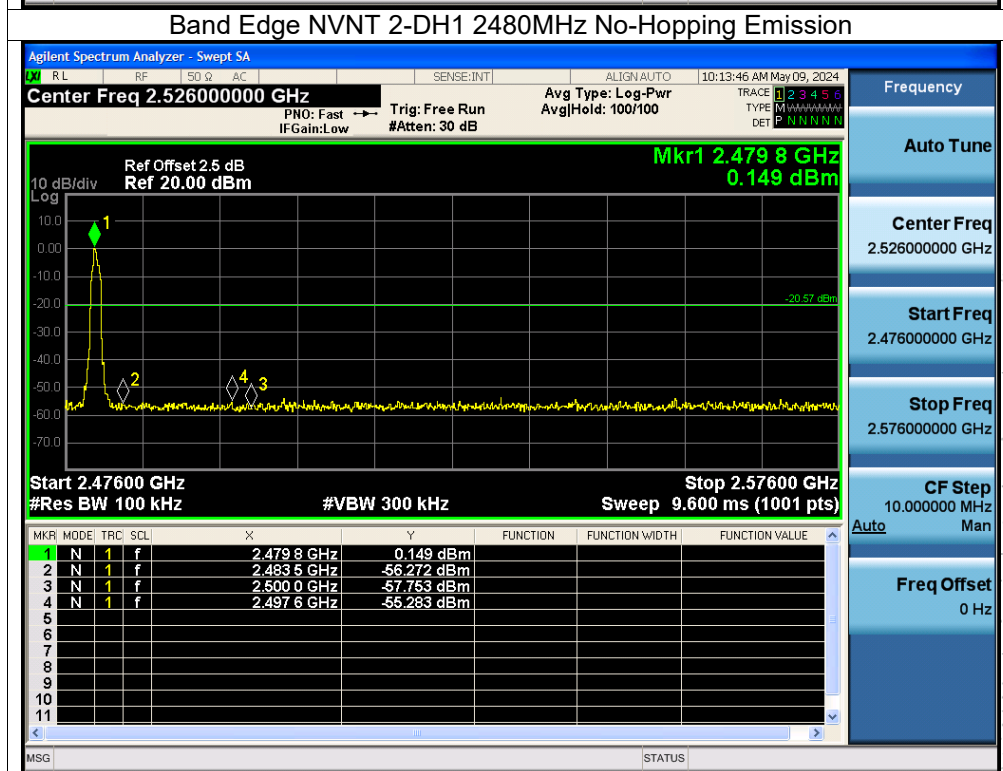 Band Edge NVNT 2-DH1 2480MHz No-Hopping Emission
Agilent Spectrum Analyzer - Swept SA
LXI RL RF 50 Ω AC SENSE:INT ALIGN AUTO 10:13:46 AM May 09, 2024
Center Freq 2.526000000 GHz
PNO: Fast
IFGain:Low
Trig: Free Run
#Atten: 30 dB
Avg Type: Log-Pwr
Avg|Hold: 100/100
TRACE 1 2 3 4 5 6
TYPE M
DET P N N N N N
Mkr1 2.479 8 GHz
0.149 dBm
Ref Offset 2.5 dB
10 dB/div Ref 20.00 dBm
Log
10.0
0.00
-10.0
-20.0
-30.0
-40.0
-50.0
-60.0
-70.0
1
2
4
3
-20.57 dBm
Start 2.47600 GHz Stop 2.57600 GHz
#Res BW 100 kHz #VBW 300 kHz Sweep 9.600 ms (1001 pts)
MKR MODE TRC SCL X Y FUNCTION FUNCTION WIDTH FUNCTION VALUE
1 N 1 f 2.479 8 GHz 0.149 dBm
2 N 1 f 2.483 5 GHz -56.272 dBm
3 N 1 f 2.500 0 GHz -57.753 dBm
4 N 1 f 2.497 6 GHz -55.283 dBm
5
6
7
8
9
10
11
MSG STATUS
Frequency
Auto Tune
Center Freq
2.526000000 GHz
Start Freq
2.476000000 GHz
Stop Freq
2.576000000 GHz
CF Step
10.000000 MHz
Auto Man
Freq Offset
0 Hz